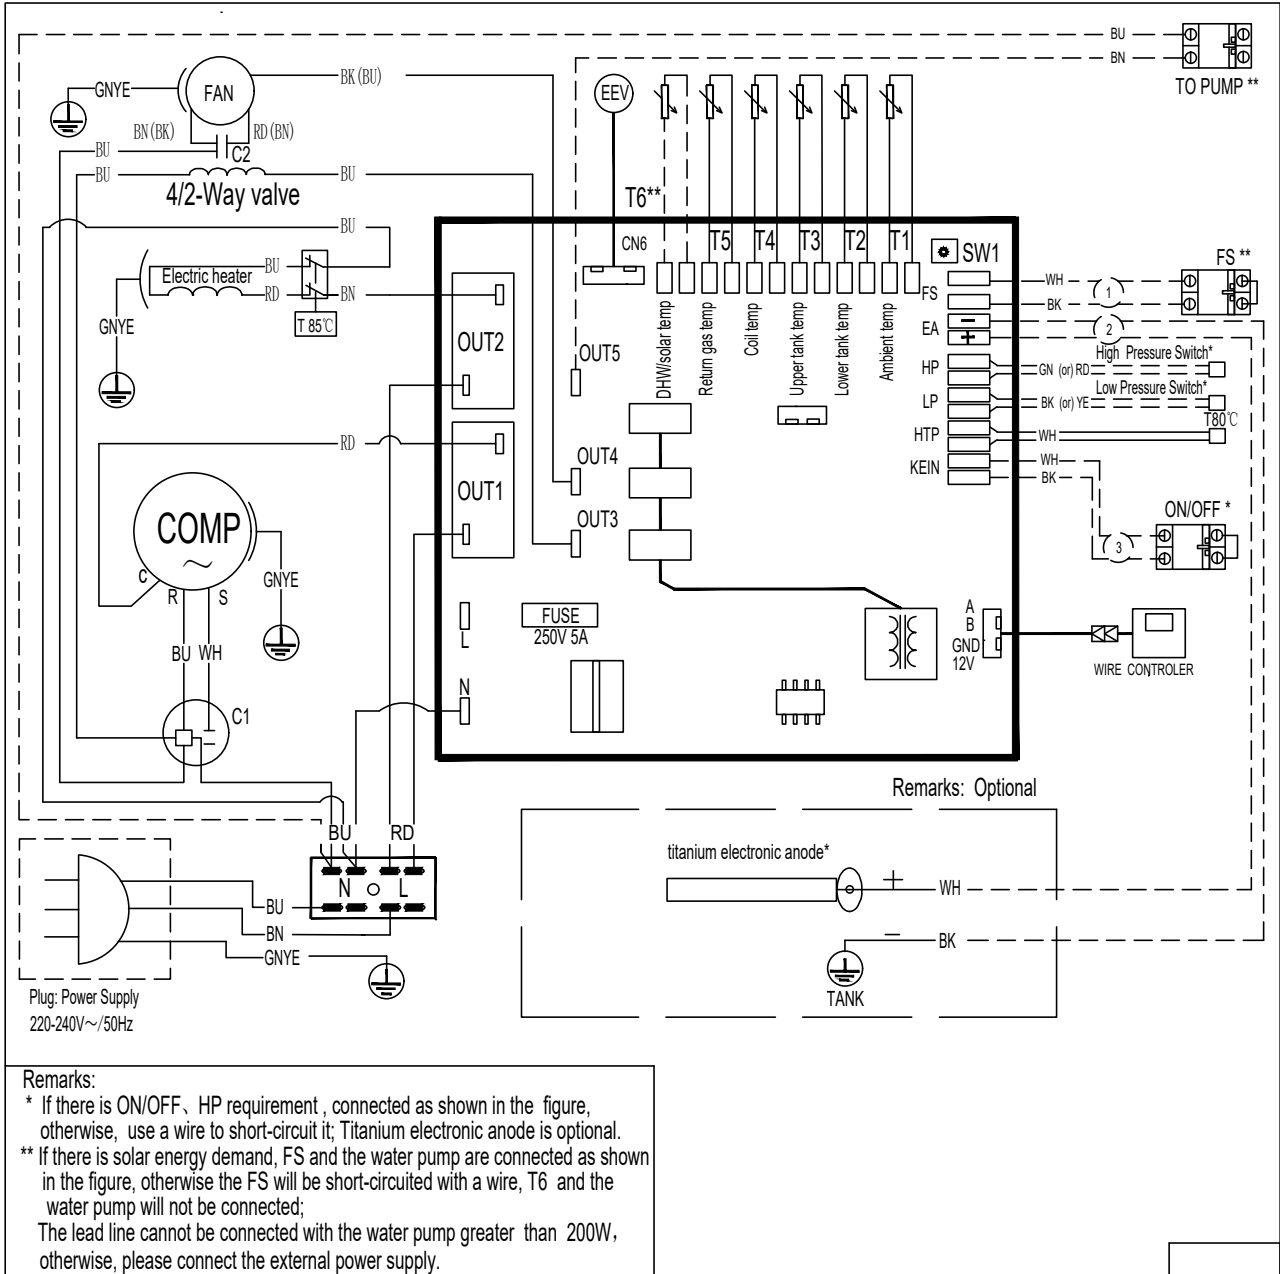 BU
BN
TO PUMP **
GNYE
FAN
BK(BU)
BN(BK)
RD(BN)
C2
BU
BU
BU
4/2-Way valve
EEV
T6**
CN6
T5
T4
T3
T2
T1
SW1
BU
Electric heater
BU
RD
BN
T 85℃
GNYE
OUT2
OUT5
DHW/solar temp
Return gas temp
Coil temp
Upper tank temp
Lower tank temp
Ambient temp
FS
EA
HP
LP
HTP
KEIN
WH
BK
1
2
FS **
High Pressure Switch*
GN (or) RD
Low Pressure Switch*
BK (or) YE
T80℃
WH
WH
BK
ON/OFF *
3
RD
OUT1
OUT4
OUT3
COMP
C
R
S
GNYE
BU
WH
C1
L
N
FUSE
250V 5A
A
B
GND
12V
WIRE CONTROLER
Remarks: Optional
BU
RD
N
L
titanium electronic anode*
+
WH
−
BK
TANK
BU
BN
GNYE
Plug: Power Supply
220-240V～/50Hz
Remarks:
* If there is ON/OFF、HP requirement , connected as shown in the figure,
otherwise, use a wire to short-circuit it; Titanium electronic anode is optional.
** If there is solar energy demand, FS and the water pump are connected as shown
in the figure, otherwise the FS will be short-circuited with a wire, T6 and the
water pump will not be connected;
The lead line cannot be connected with the water pump greater than 200W，
otherwise, please connect the external power supply.